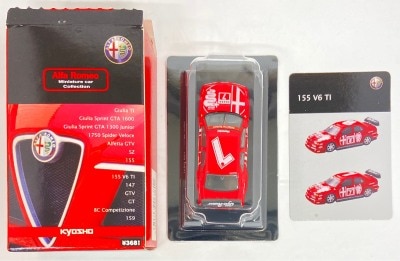 Alfa Romeo
Miniature car
Collection
Giulia TI
Giulia Sprint GTA 1600
Giulia Sprint GTA 1300 Junior
1750 Spider Veloce
Alfetta GTV
SZ
155
155 V6 TI
147
GTV
GT
8C Competizione
159
KYOSHO
155 V6 TI